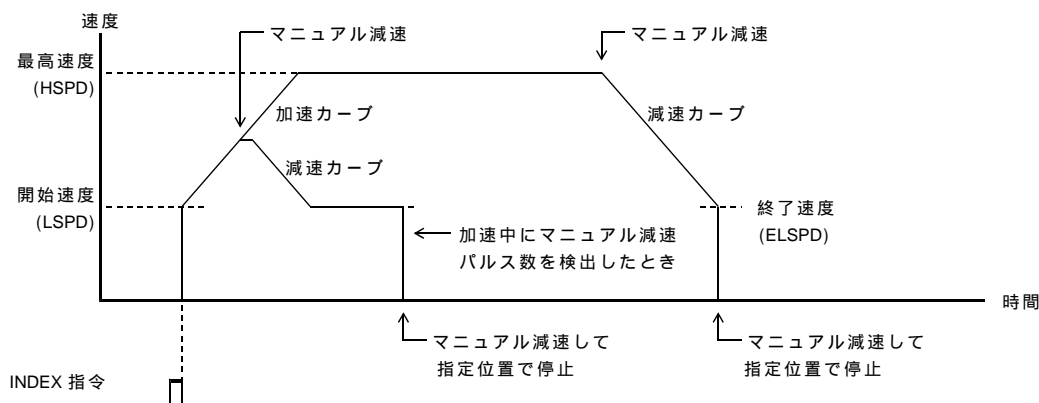 速度
マニュアル減速
マニュアル減速
最高速度
(HSPD)
加速カーブ
減速カーブ
減速カーブ
開始速度
(LSPD)
終了速度
(ELSPD)
加速中にマニュアル減速
パルス数を検出したとき
時間
マニュアル減速して
指定位置で停止
マニュアル減速して
指定位置で停止
INDEX 指令